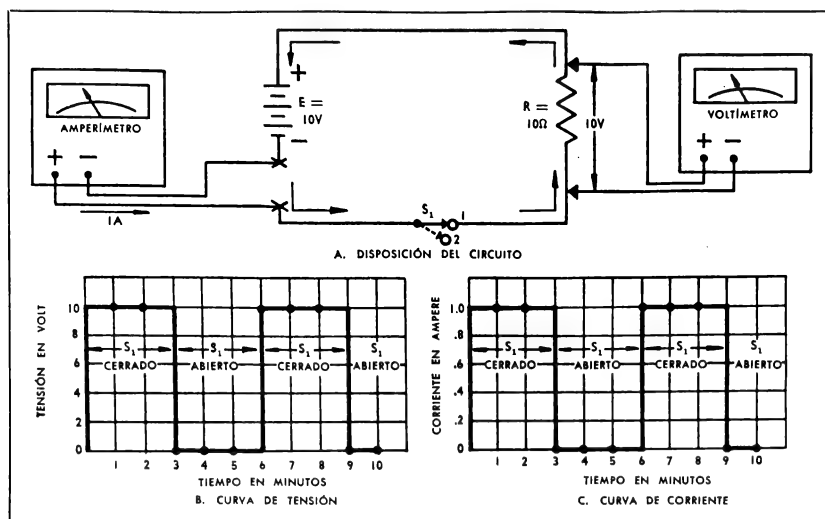 AMPERÍMETRO
+ −
1A
+
E =
10V
−
R =
10Ω
10V
VOLTÍMETRO
+ −
S₁ 1
2
A. DISPOSICIÓN DEL CIRCUITO
TENSIÓN EN VOLT
10
8
6
4
2
0
S₁ S₁ S₁ S₁
CERRADO ABIERTO CERRADO ABIERTO
1 2 3 4 5 6 7 8 9 10
TIEMPO EN MINUTOS
B. CURVA DE TENSIÓN
CORRIENTE EN AMPERE
1.0
.8
.6
.4
.2
0
S₁ S₁ S₁ S₁
CERRADO ABIERTO CERRADO ABIERTO
1 2 3 4 5 6 7 8 9 10
TIEMPO EN MINUTOS
C. CURVA DE CORRIENTE